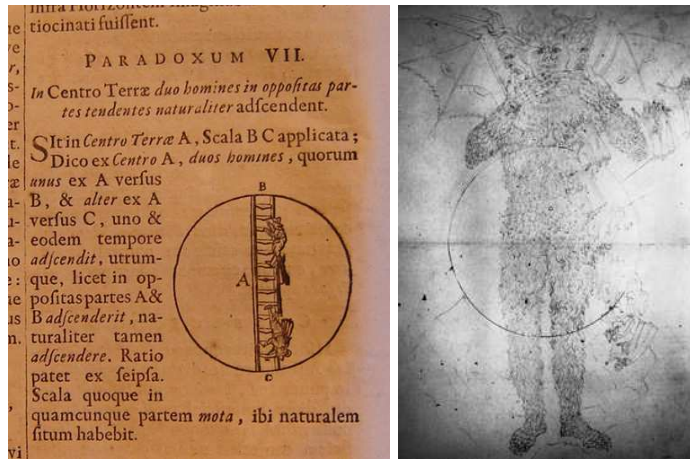 tiocinati fuiſſent.
PARADOXUM VII.
In Centro Terræ duo homines in oppoſitas par-
tes tendentes naturaliter adſcendent.
SIt in Centro Terræ A, Scala B C applicata;
Dico ex Centro A, duos homines, quorum
unus ex A verſus
B, & alter ex A
verſus C, uno &
eodem tempore
adſcendit, utrum-
que, licet in op-
poſitas partes A &
B adſcenderit, na-
turaliter tamen
adſcendere. Ratio
patet ex ſeipſa.
Scala quoque in
quamcunque partem mota, ibi naturalem
ſitum habebit.
B
A
C